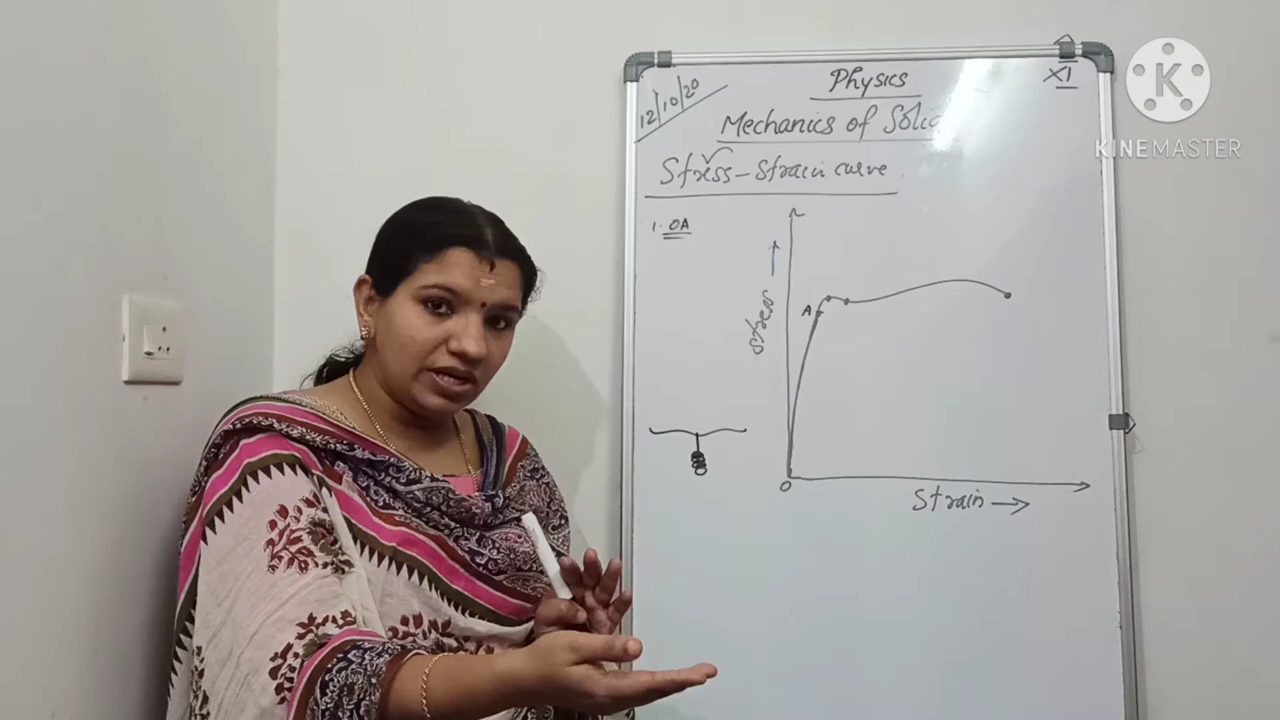 12/10/20
Physics
XI
Mechanics of Solid
Stress - Strain curve
1. OA
Stress
A
O
Strain
K
KINEMASTER